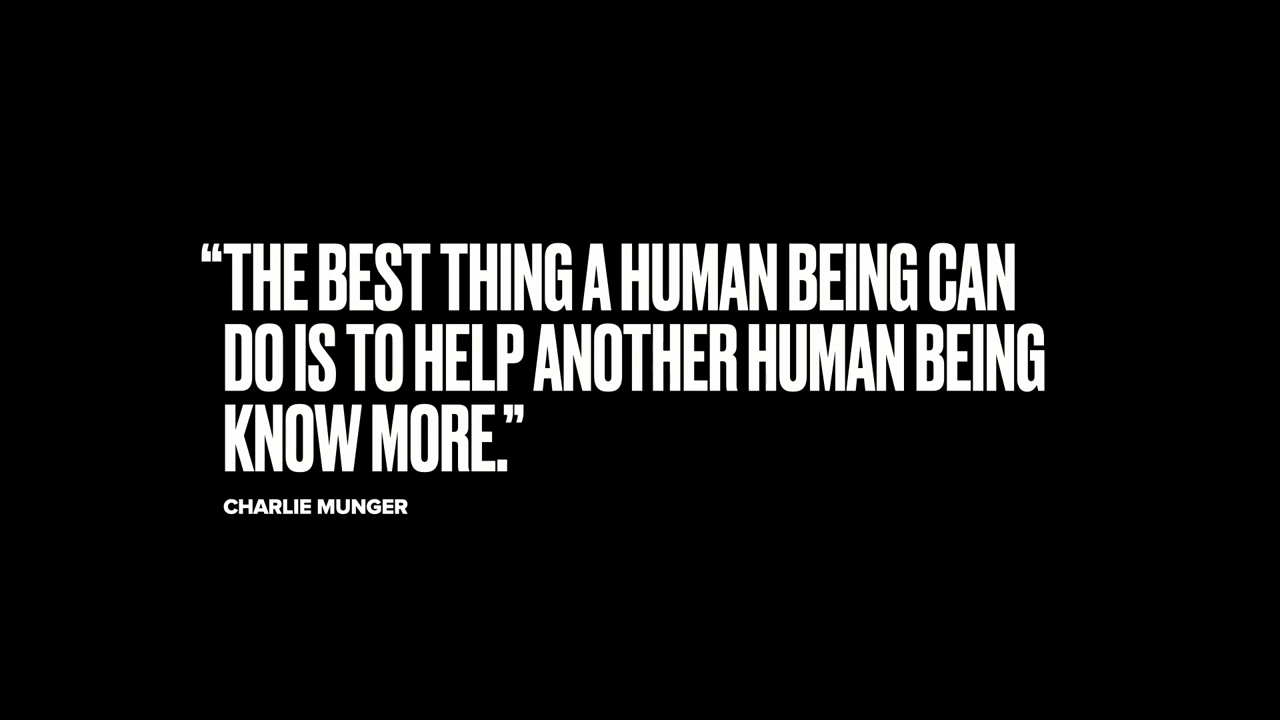 “THE BEST THING A HUMAN BEING CAN
DO IS TO HELP ANOTHER HUMAN BEING
KNOW MORE.”
CHARLIE MUNGER